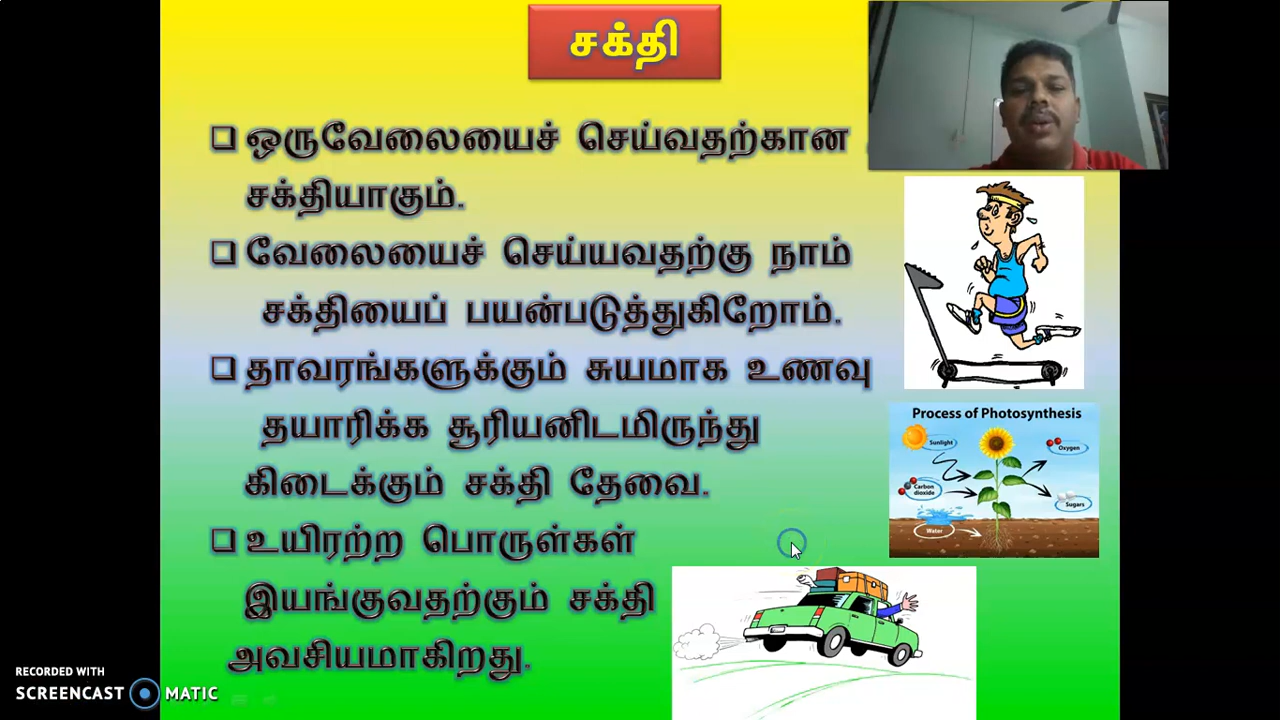 சக்தி
ஒருவேலையைச் செய்வதற்கான
சக்தியாகும்.
வேலையைச் செய்யவதற்கு நாம்
சக்தியைப் பயன்படுத்துகிறோம்.
தாவரங்களுக்கும் சுயமாக உணவு
தயாரிக்க சூரியனிடமிருந்து
கிடைக்கும் சக்தி தேவை.
உயிரற்ற பொருள்கள்
இயங்குவதற்கும் சக்தி
அவசியமாகிறது.
Process of Photosynthesis
Sunlight
Oxygen
Carbon
dioxide
Sugars
Water
RECORDED WITH
SCREENCAST MATIC